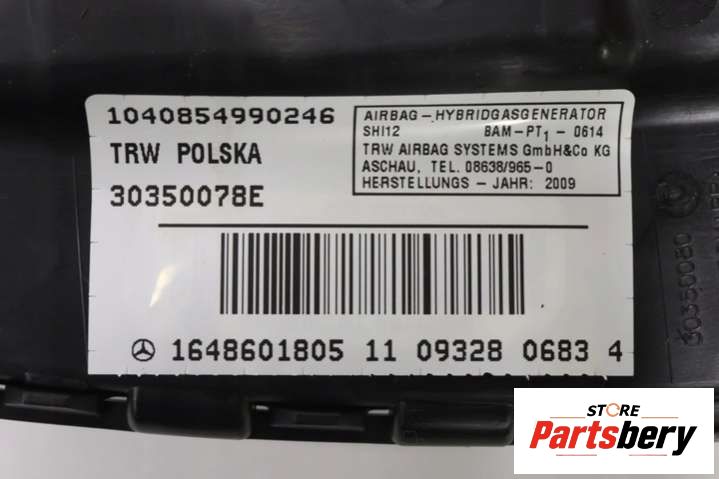 1040854990246
TRW POLSKA
30350078E
AIRBAG - HYBRIDGASGENERATOR
SHI12 BAM-PT1 - 0614
TRW AIRBAG SYSTEMS GmbH&Co KG
ASCHAU, TEL. 08638/965-0
HERSTELLUNGS - JAHR: 2009
1648601805 11 09328 0683 4
30350080
STORE
Partsbery